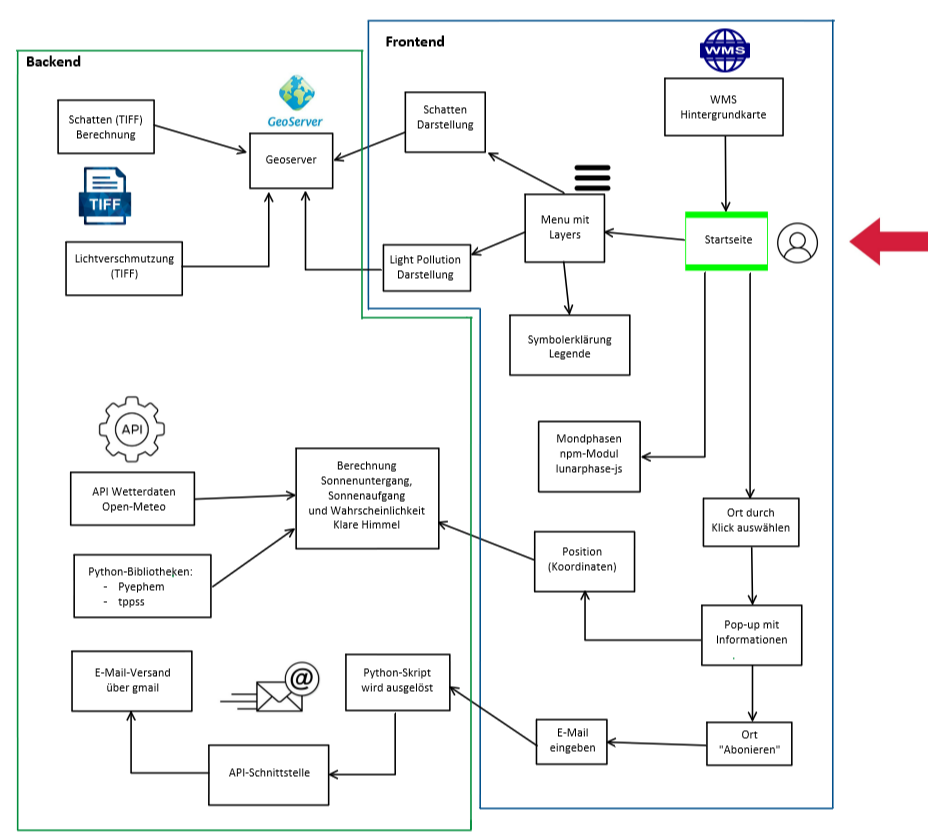 Backend
Schatten (TIFF)
Berechnung
GeoServer
Geoserver
TIFF
Lichtverschmutzung
(TIFF)
API
API Wetterdaten
Open-Meteo
Python-Bibliotheken:
- Pyephem
- tppss
Berechnung
Sonnenuntergang,
Sonnenaufgang
und Wahrscheinlichkeit
Klare Himmel
E-Mail-Versand
über gmail
@
Python-Skript
wird ausgelöst
API-Schnittstelle
Frontend
WMS
WMS
Hintergrundkarte
Schatten
Darstellung
Menu mit
Layers
Startseite
Light Pollution
Darstellung
Symbolerklärung
Legende
Mondphasen
npm-Modul
lunarphase-js
Ort durch
Klick auswählen
Position
(Koordinaten)
Pop-up mit
Informationen
.
E-Mail
eingeben
Ort
"Abonieren"